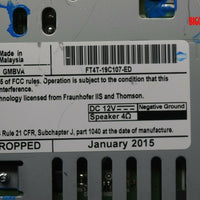 BIG
Made in
Malaysia
GMBVA
FT4T-19C107-ED
5 of FCC rules. Operation is subject to the condition that this
interference.
hnology licensed from Fraunhofer IIS and Thomson.
DC 12V
Negative Ground
Speaker 4Ω
S Rule 21 CFR, Subchapter J, part 1040 at the date of manufacture.
ROPPED
January 2015